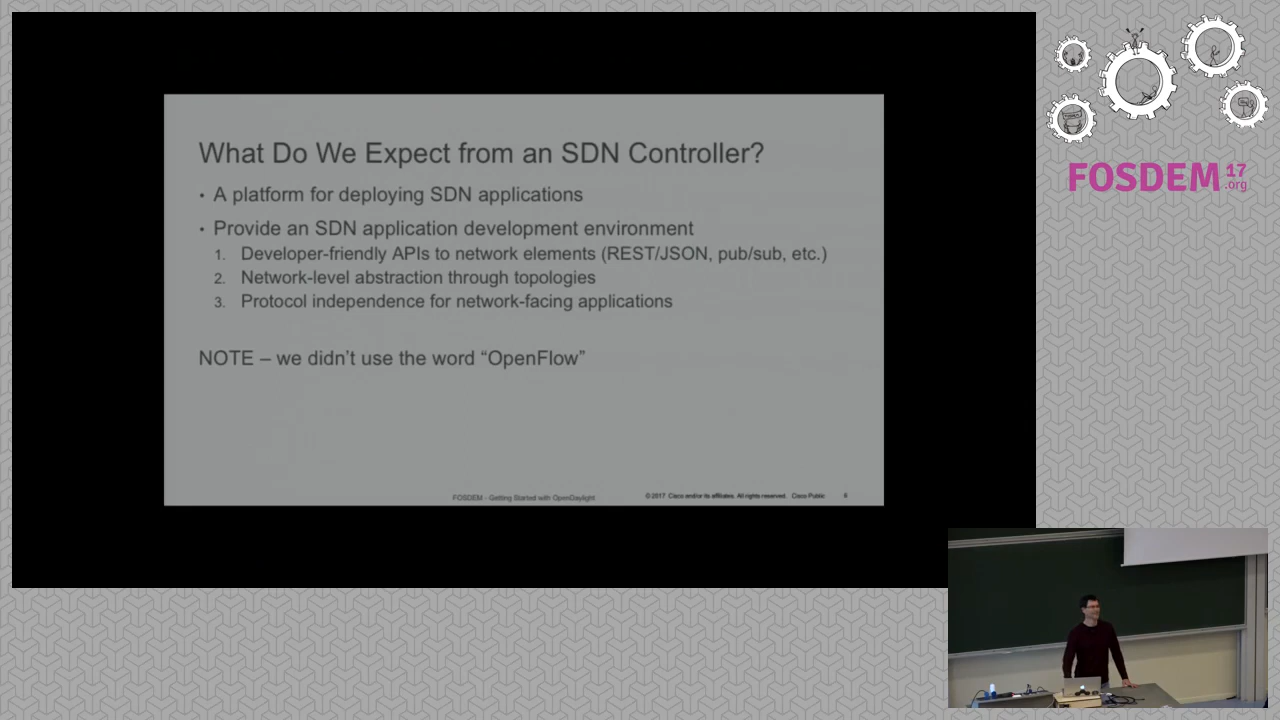 What Do We Expect from an SDN Controller?
• A platform for deploying SDN applications
• Provide an SDN application development environment
1. Developer-friendly APIs to network elements (REST/JSON, pub/sub, etc.)
2. Network-level abstraction through topologies
3. Protocol independence for network-facing applications
NOTE – we didn't use the word “OpenFlow”
FOSDEM - Getting Started with OpenDaylight
© 2017 Cisco and/or its affiliates. All rights reserved. Cisco Public 6
FOSDEM 17
.org